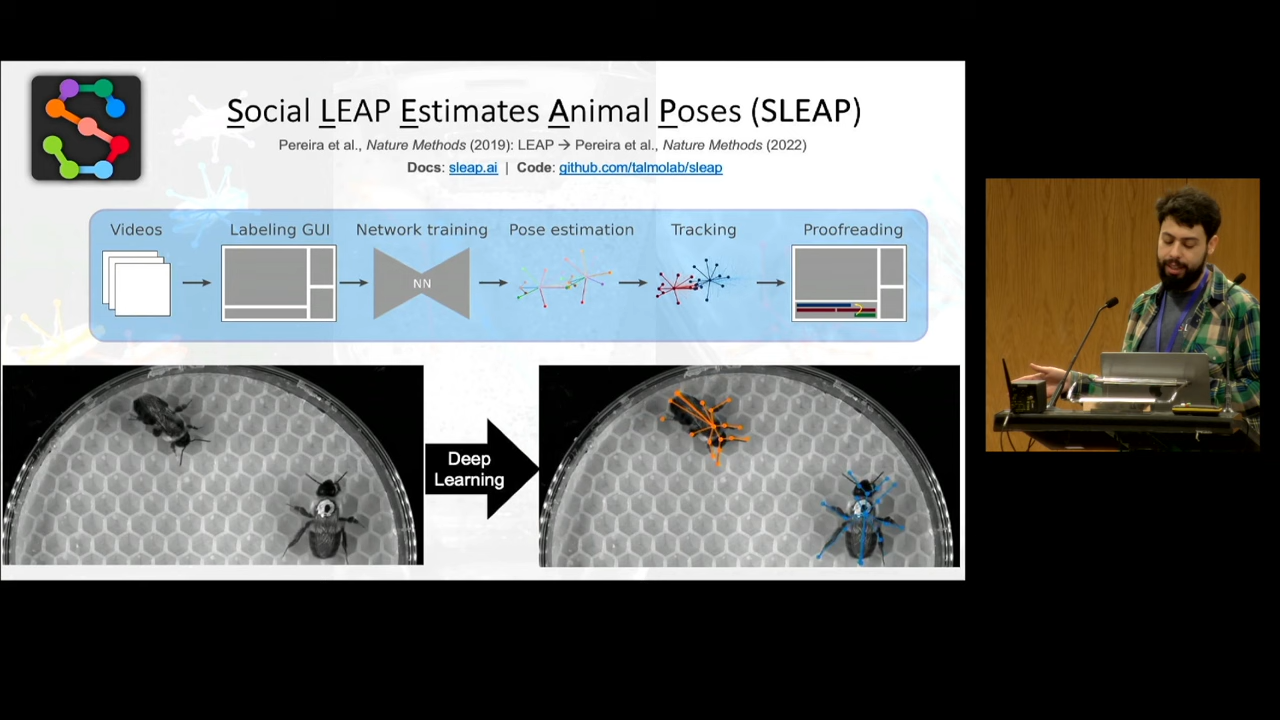 Social LEAP Estimates Animal Poses (SLEAP)
Pereira et al., Nature Methods (2019): LEAP → Pereira et al., Nature Methods (2022)
Docs: sleap.ai | Code: github.com/talmolab/sleap
Videos
Labeling GUI
Network training
Pose estimation
Tracking
Proofreading
NN
Deep
Learning